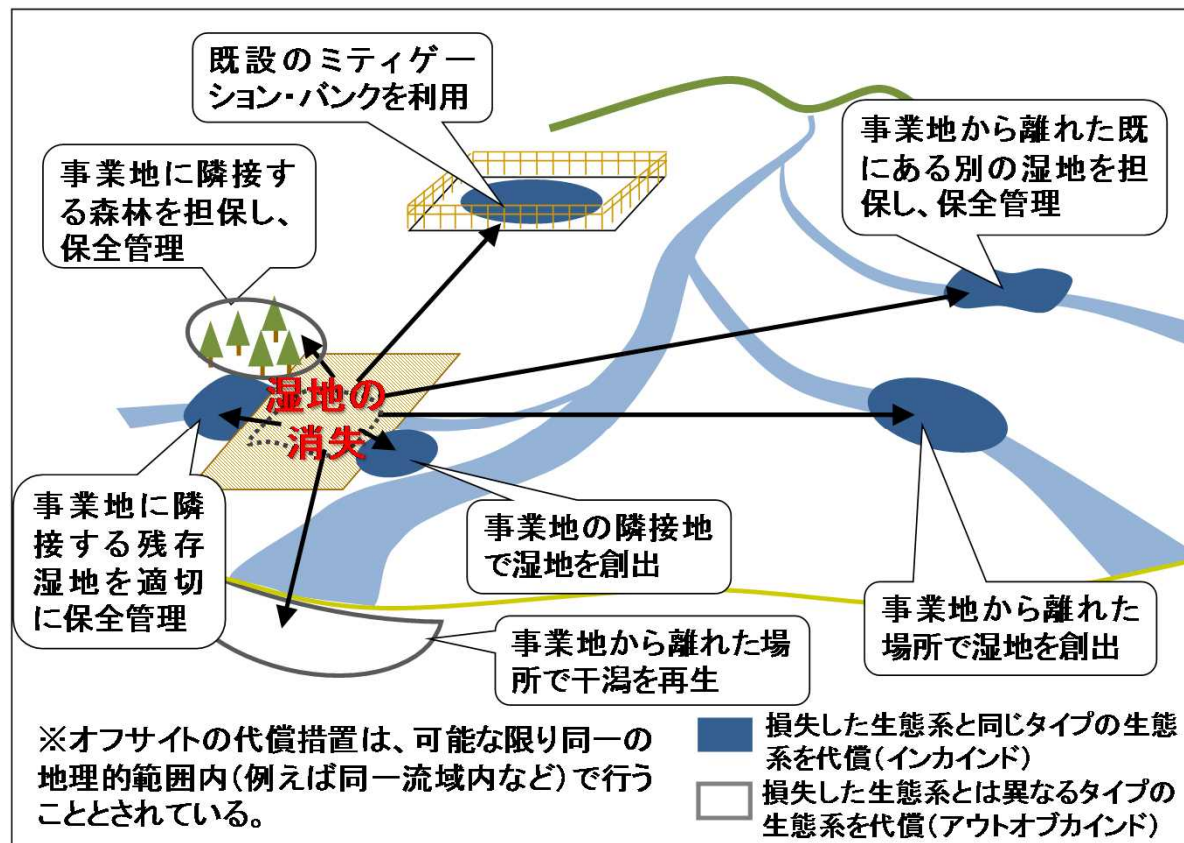 既設のミティゲー
ション・バンクを利用
事業地に隣接す
る森林を担保し、
保全管理
事業地から離れた既
にある別の湿地を担
保し、保全管理
湿地の
消失
事業地に隣
接する残存
湿地を適切
に保全管理
事業地の隣接地
で湿地を創出
事業地から離れた
場所で湿地を創出
事業地から離れた場
所で干潟を再生
※オフサイトの代償措置は、可能な限り同一の
地理的範囲内(例えば同一流域内など)で行う
こととされている。
損失した生態系と同じタイプの生態
系を代償(インカインド)
損失した生態系とは異なるタイプの
生態系を代償(アウトオブカインド)